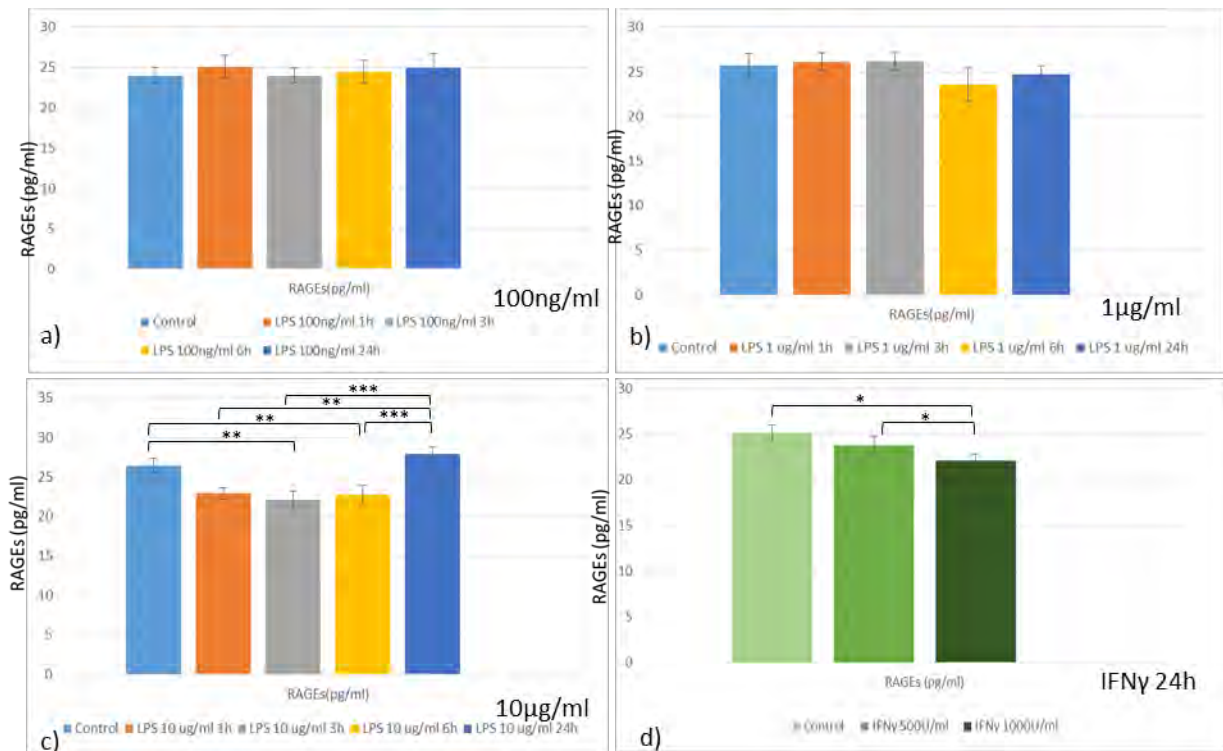 30
25
20
15
10
5
0
RAGEs (pg/ml)
RAGEs(pg/ml)
100ng/ml
Control LPS 100ng/ml 1h LPS 100ng/ml 3h
LPS 100ng/ml 6h LPS 100ng/ml 24h
a)
30
25
20
15
10
5
0
RAGEs (pg/ml)
RAGEs(pg/ml)
1µg/ml
Control LPS 1 ug/ml 1h LPS 1 ug/ml 3h LPS 1 ug/ml 6h LPS 1 ug/ml 24h
b)
35
30
25
20
15
10
5
0
RAGEs (pg/ml)
***
**
** ***
**
RAGEs(pg/ml)
10µg/ml
Control LPS 10 ug/ml 1h LPS 10 ug/ml 3h LPS 10 ug/ml 6h LPS 10 ug/ml 24h
c)
30
25
20
15
10
5
0
RAGEs (pg/ml)
*
*
RAGEs (pg/ml)
IFNγ 24h
Control IFNγ 500U/ml IFNγ 1000U/ml
d)